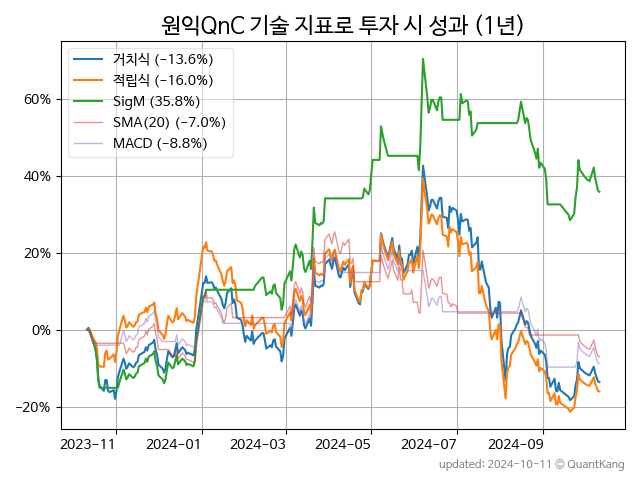 원익QnC 기술 지표로 투자 시 성과 (1년)
거치식 (−13.6%)
적립식 (−16.0%)
SigM (35.8%)
SMA(20) (−7.0%)
MACD (−8.8%)
60%
40%
20%
0%
−20%
2023-11 2024-01 2024-03 2024-05 2024-07 2024-09
updated: 2024-10-11 © QuantKang